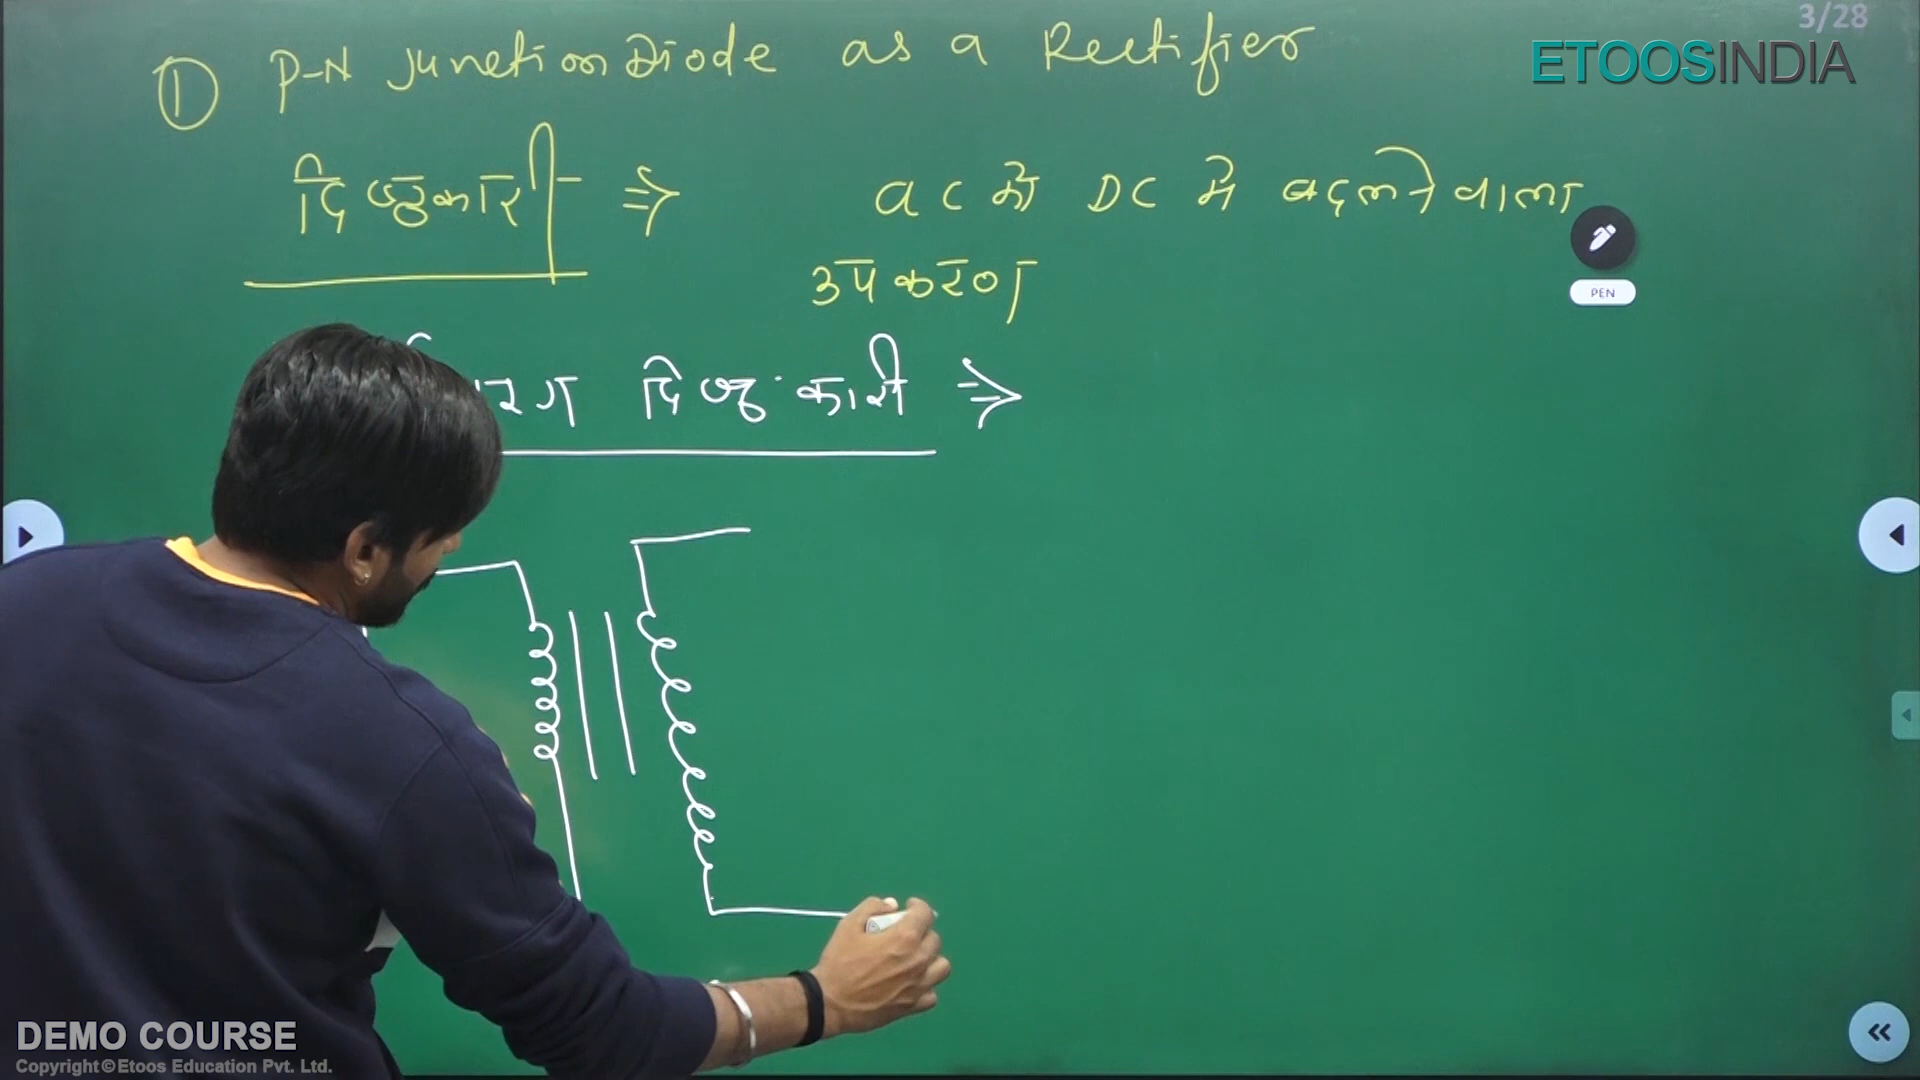 3/28
ETOOSINDIA
① P-N Junction Diode as a Rectifier
दिष्टकारी ⇒ ac को DC मे बदलने वाला
उपकरण
PEN
तरंग दिष्टकारी ⇒
DEMO COURSE
Copyright©Etoos Education Pvt. Ltd.